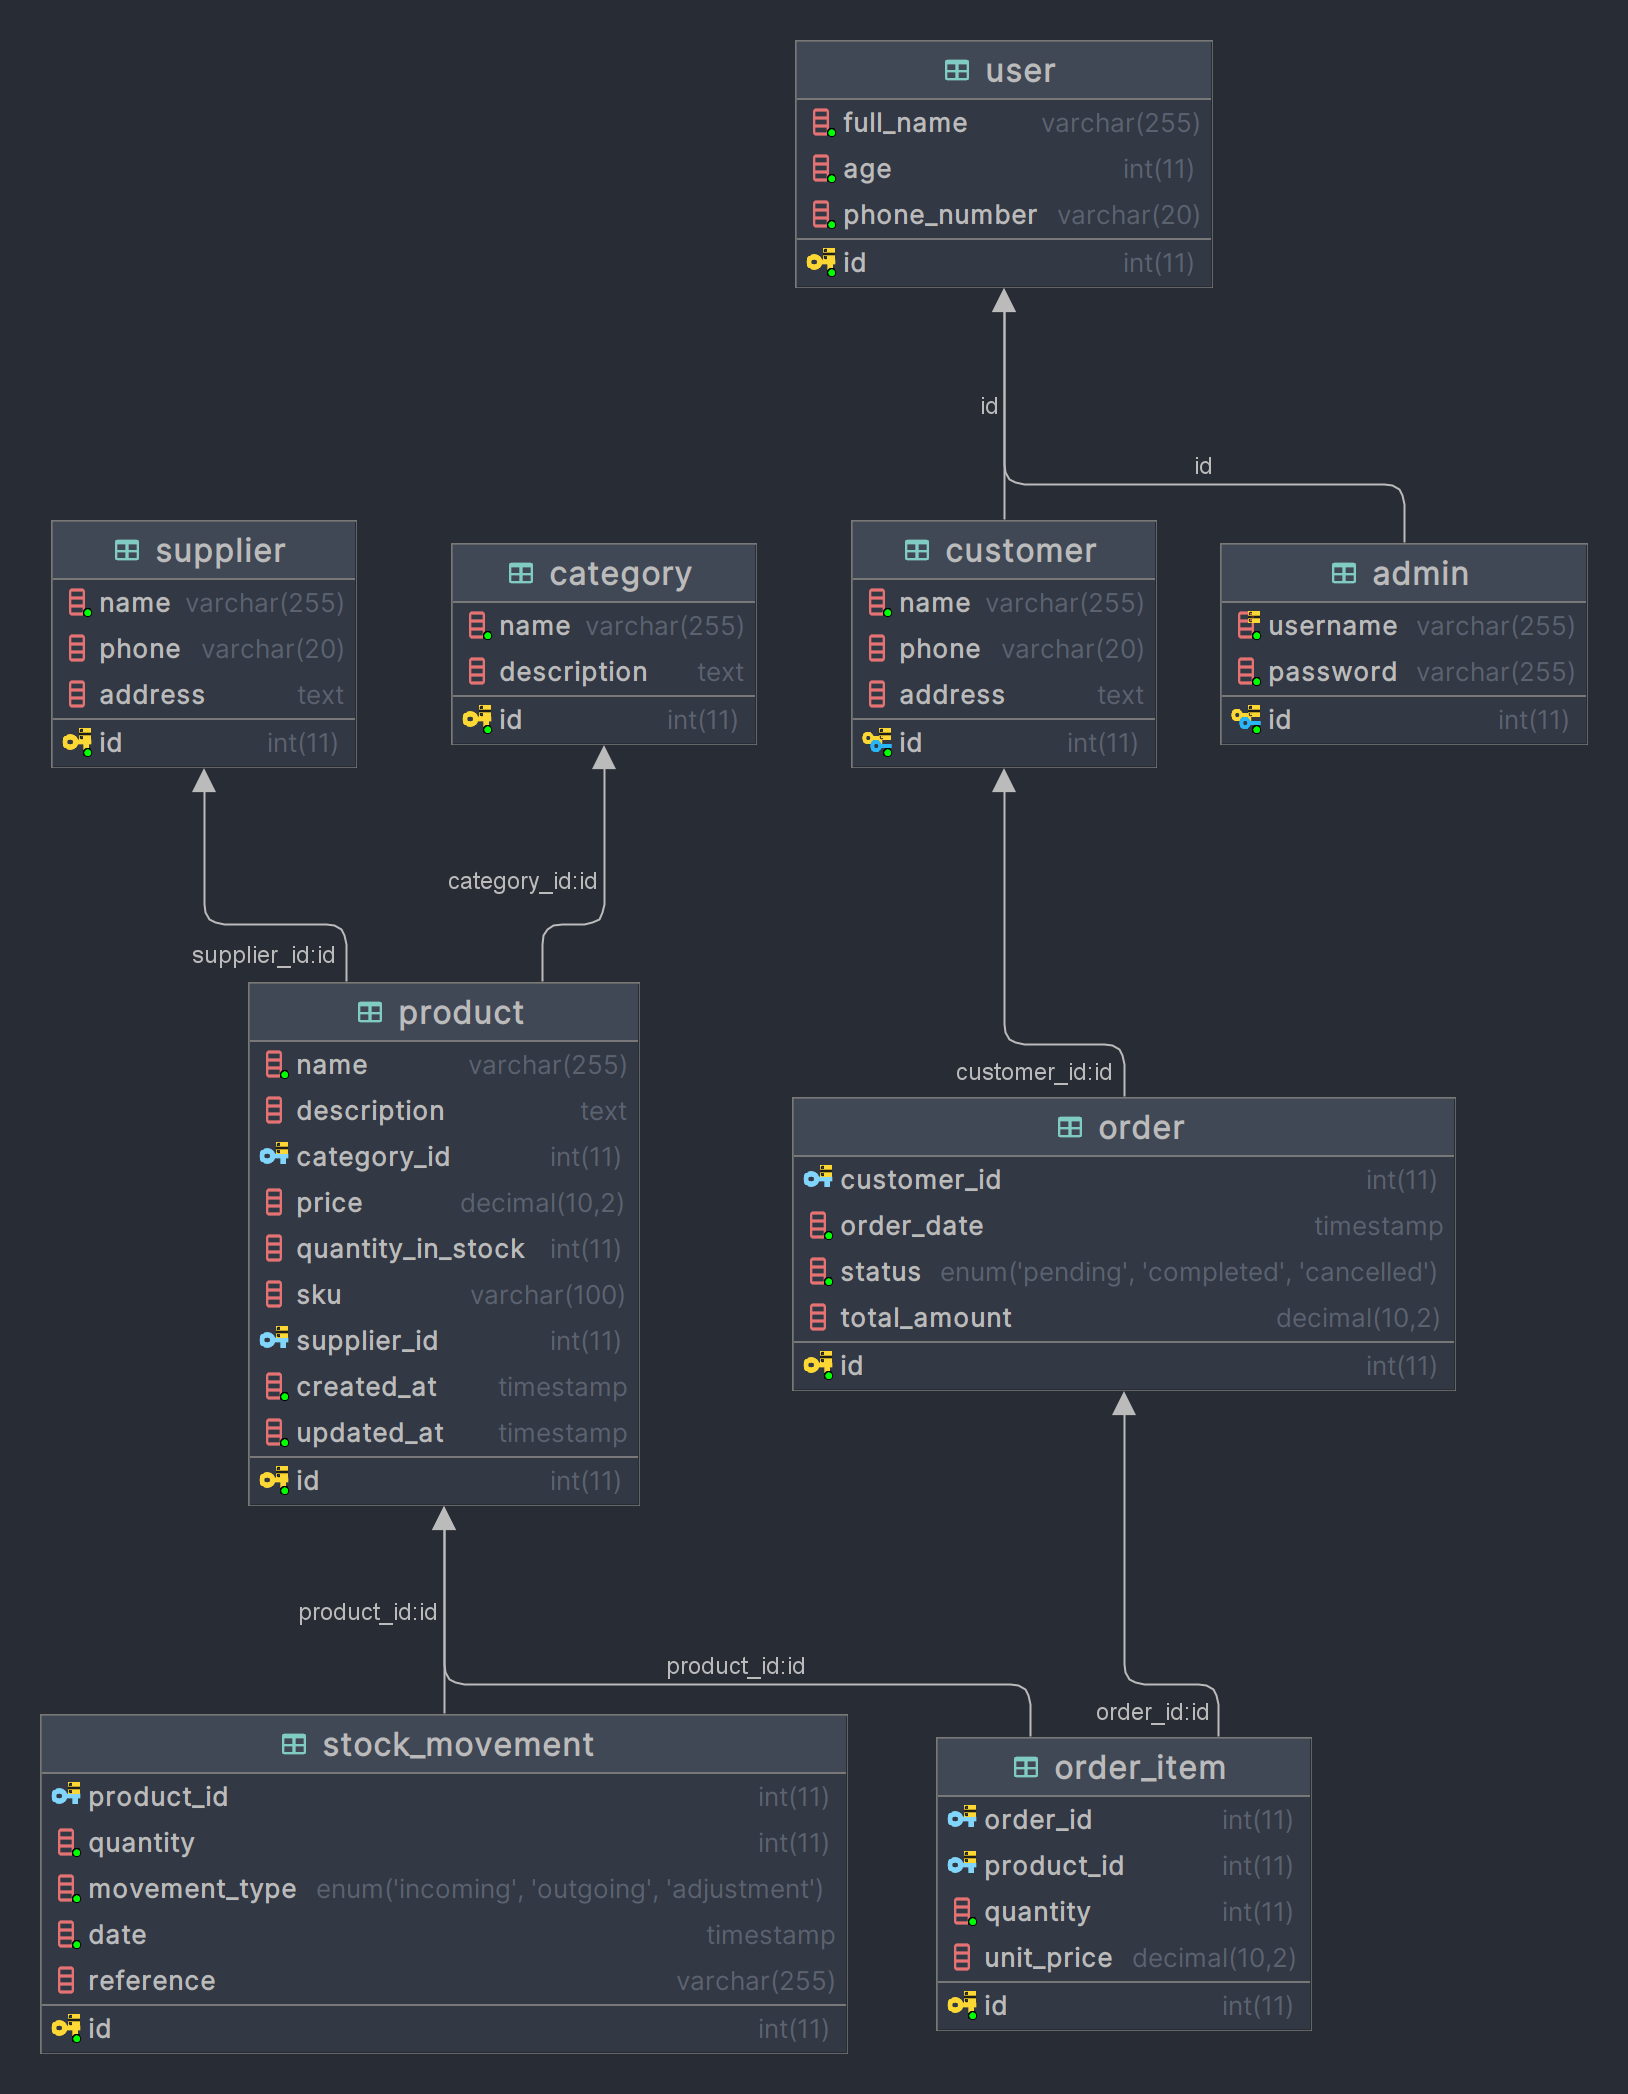 user
full_name varchar(255)
age int(11)
phone_number varchar(20)
id int(11)
id
id
supplier
name varchar(255)
phone varchar(20)
address text
id int(11)
category
name varchar(255)
description text
id int(11)
customer
name varchar(255)
phone varchar(20)
address text
id int(11)
admin
username varchar(255)
password varchar(255)
id int(11)
category_id:id
supplier_id:id
customer_id:id
product
name varchar(255)
description text
category_id int(11)
price decimal(10,2)
quantity_in_stock int(11)
sku varchar(100)
supplier_id int(11)
created_at timestamp
updated_at timestamp
id int(11)
order
customer_id int(11)
order_date timestamp
status enum('pending', 'completed', 'cancelled')
total_amount decimal(10,2)
id int(11)
product_id:id
product_id:id
order_id:id
stock_movement
product_id int(11)
quantity int(11)
movement_type enum('incoming', 'outgoing', 'adjustment')
date timestamp
reference varchar(255)
id int(11)
order_item
order_id int(11)
product_id int(11)
quantity int(11)
unit_price decimal(10,2)
id int(11)